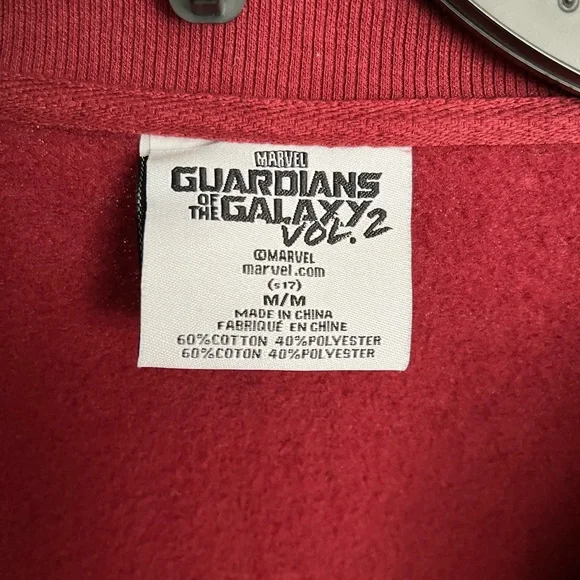 MARVEL
GUARDIANS
OF THE GALAXY
VOL. 2
©MARVEL
marvel.com
(s17)
M/M
MADE IN CHINA
FABRIQUÉ EN CHINE
60%COTTON 40%POLYESTER
60%COTON 40%POLYESTER